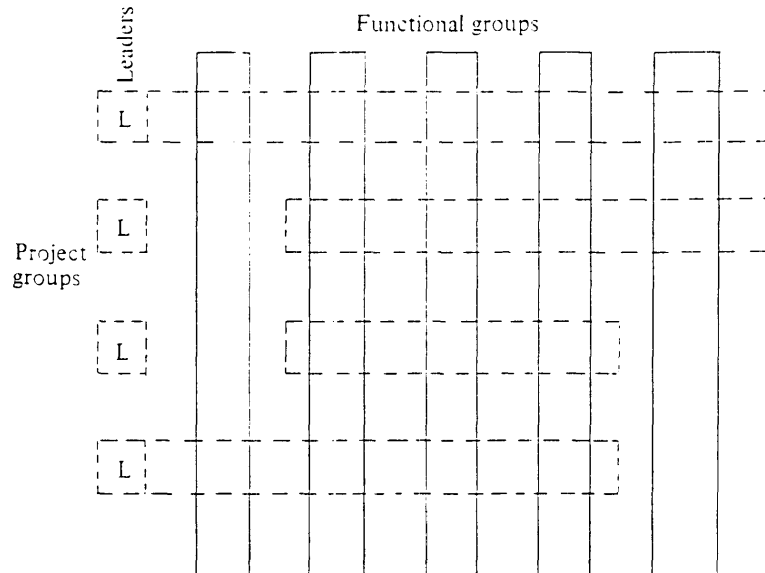 Functional groups
Leaders
L
L
Project
groups
L
L